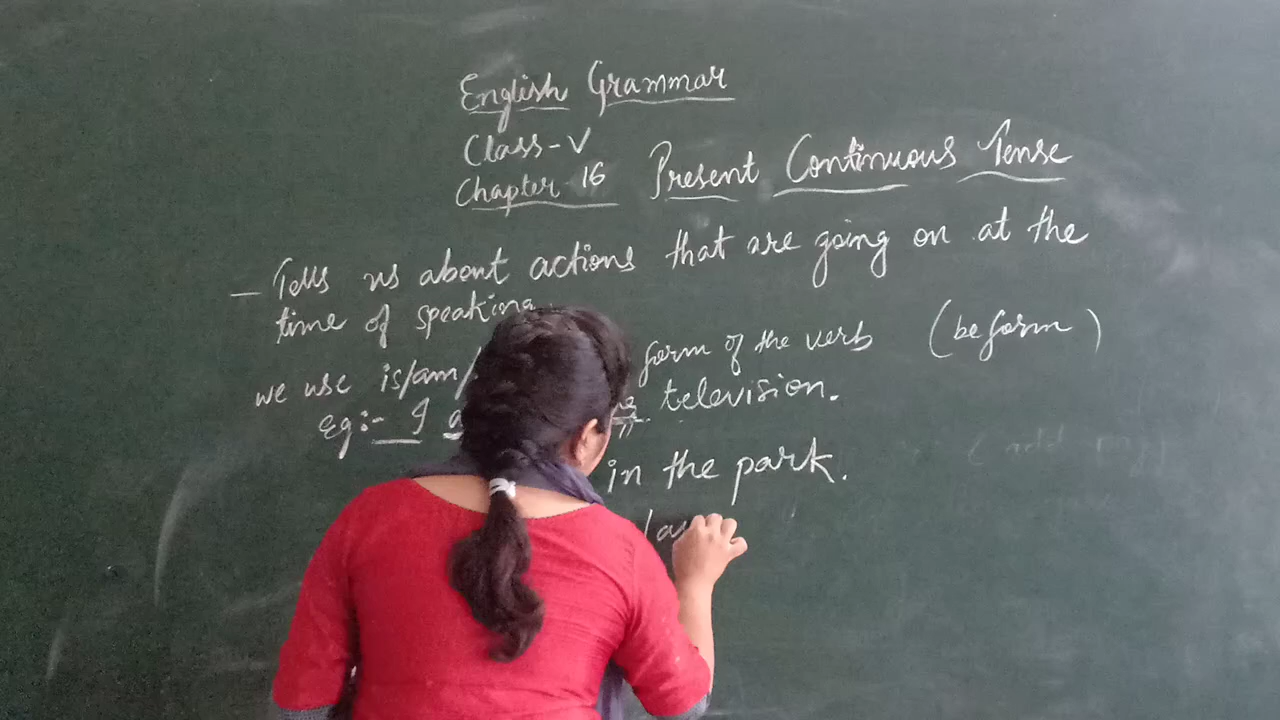 English Grammar
Class-V
Chapter 16 Present Continuous Tense
— Tells us about actions that are going on at the
time of speaking
we use is/am/ form of the verb (be form)
Eg:- I television.
in the park.